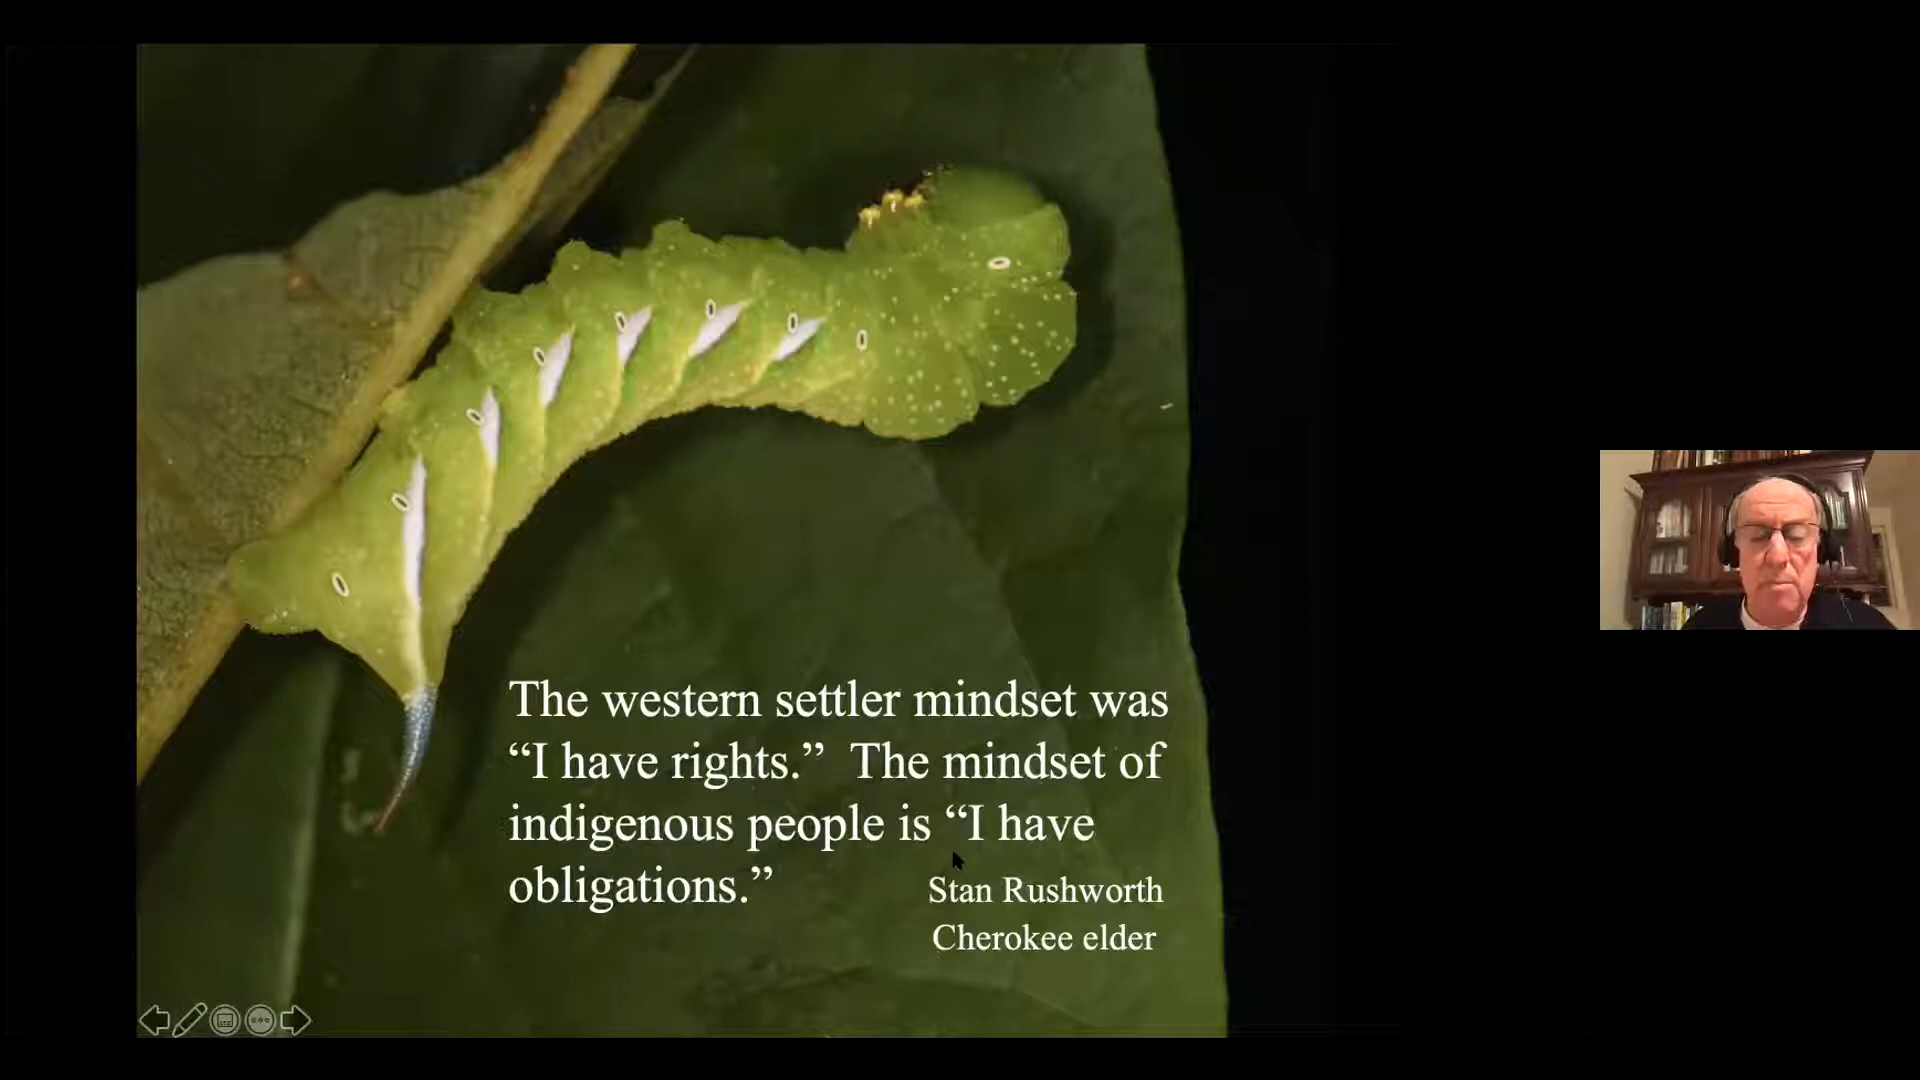 The western settler mindset was
“I have rights.”  The mindset of
indigenous people is “I have
obligations.”
Stan Rushworth
Cherokee elder